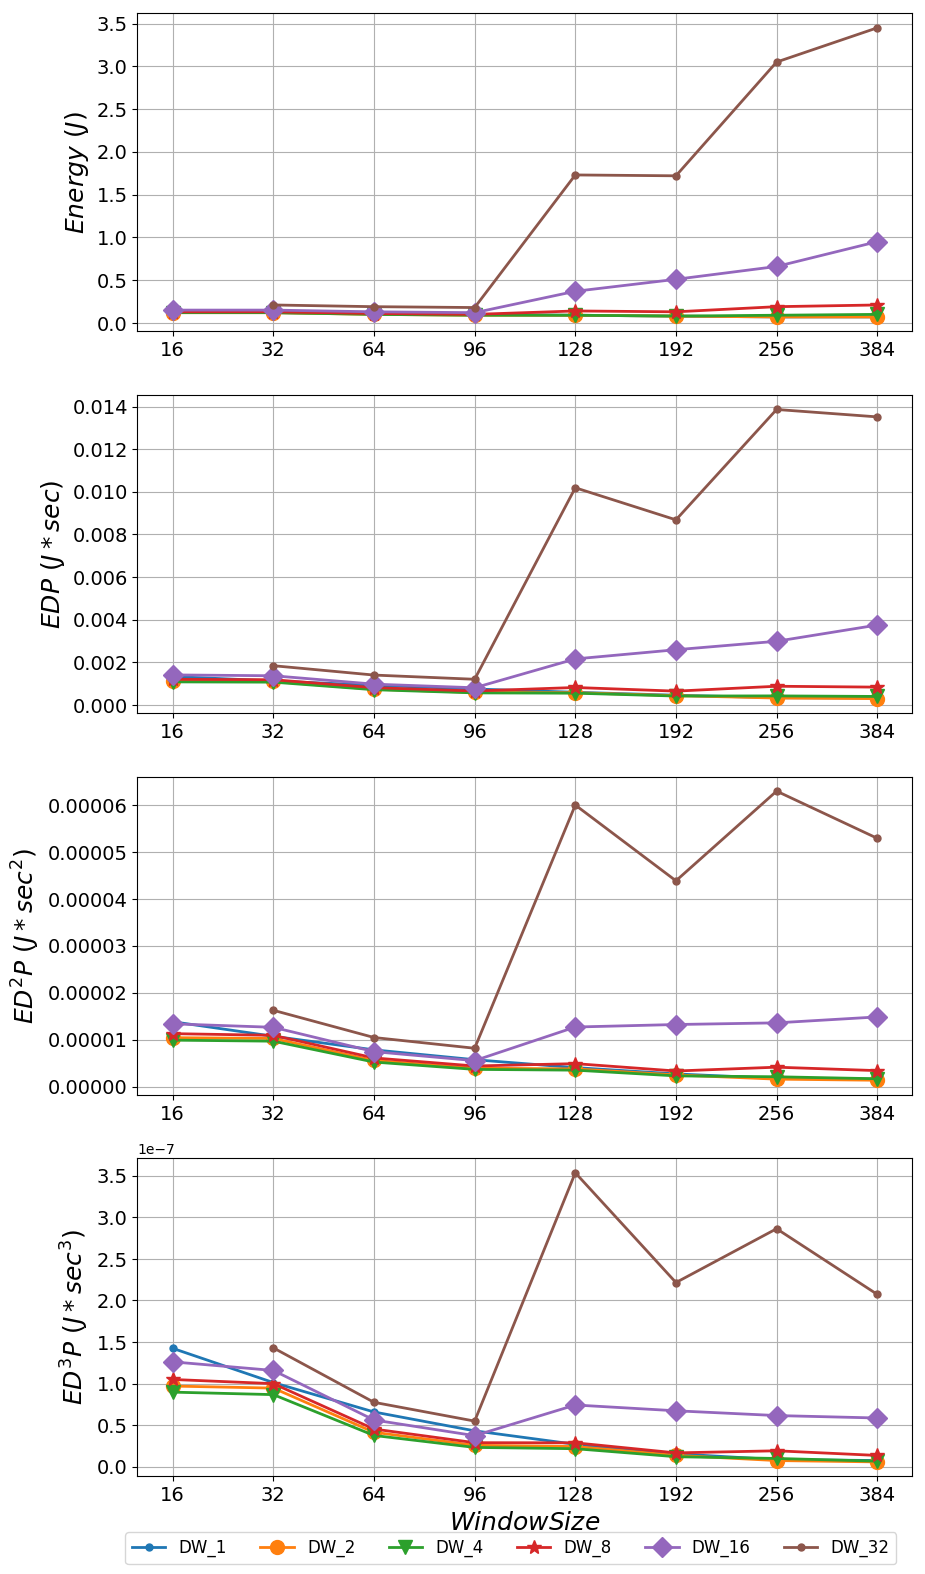 3.5
3.0
2.5
2.0
1.5
1.0
0.5
0.0
Energy (J)
16 32 64 96 128 192 256 384
0.014
0.012
0.010
0.008
0.006
0.004
0.002
0.000
EDP (J * sec)
16 32 64 96 128 192 256 384
0.00006
0.00005
0.00004
0.00003
0.00002
0.00001
0.00000
ED²P (J * sec²)
16 32 64 96 128 192 256 384
1e−7
3.5
3.0
2.5
2.0
1.5
1.0
0.5
0.0
ED³P (J * sec³)
16 32 64 96 128 192 256 384
WindowSize
DW_1 DW_2 DW_4 DW_8 DW_16 DW_32